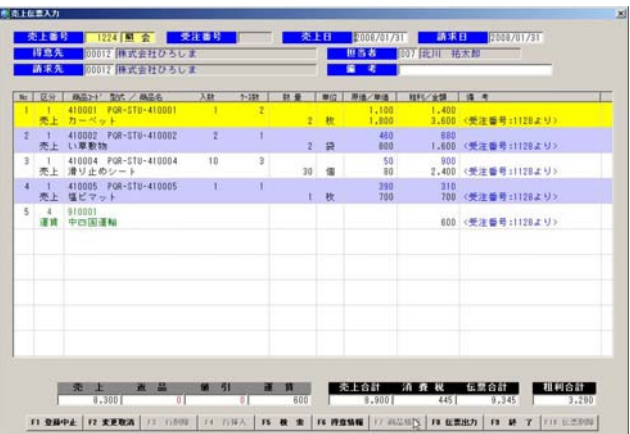 売上伝票入力
売上番号 1224 照 会 受注番号 売上日 2008/01/31 請求日 2008/01/31
得意先 00012 株式会社ひろしま 担当者 007 北川 祐太郎
請求先 00012 株式会社ひろしま 備 考
No 区分 商品コード 型式 / 商品名 入数 ケース数 数 量 単位 原価/単価 粗利/金額 備 考
1 1 410001 PQR-STU-410001 1 2 1,100 1,400
売上 カーペット 2 枚 1,800 3,600 <受注番号:1128より>
2 1 410002 PQR-STU-410002 2 1 460 680
売上 い草敷物 2 袋 800 1,600 <受注番号:1128より>
3 1 410004 PQR-STU-410004 10 3 50 900
売上 滑り止めシート 30 個 80 2,400 <受注番号:1128より>
4 1 410005 PQR-STU-410005 1 1 390 310
売上 塩ビマット 1 枚 700 700 <受注番号:1128より>
5 4 910001
運賃 中四国運輸 600 <受注番号:1128より>
売 上 返 品 値 引 運 賃 売上合計 消 費 税 伝票合計 粗利合計
8,300 0 0 600 8,900 445 9,345 3,290
F1 登録中止 F2 変更取消 F3 行削除 F4 行挿入 F5 検 索 F6 得意情報 F7 商品情報 F8 伝票出力 F9 終 了 F10 伝票削除